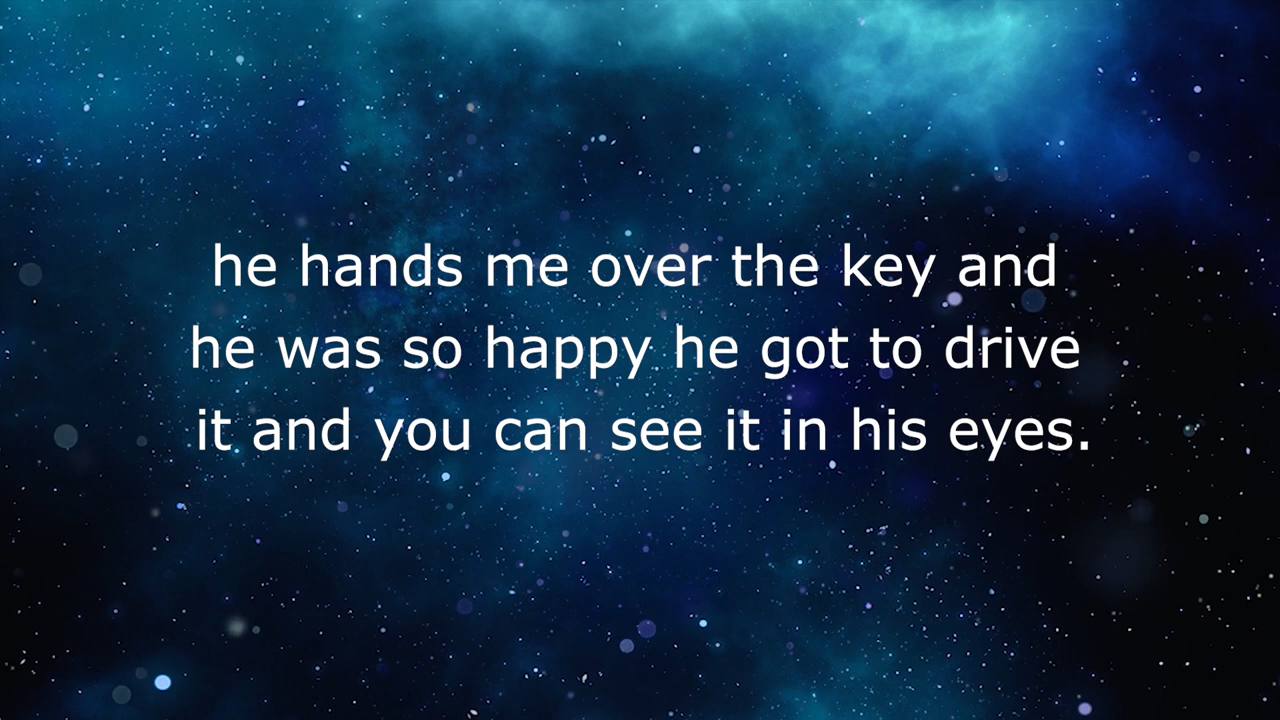 he hands me over the key and
he was so happy he got to drive
it and you can see it in his eyes.